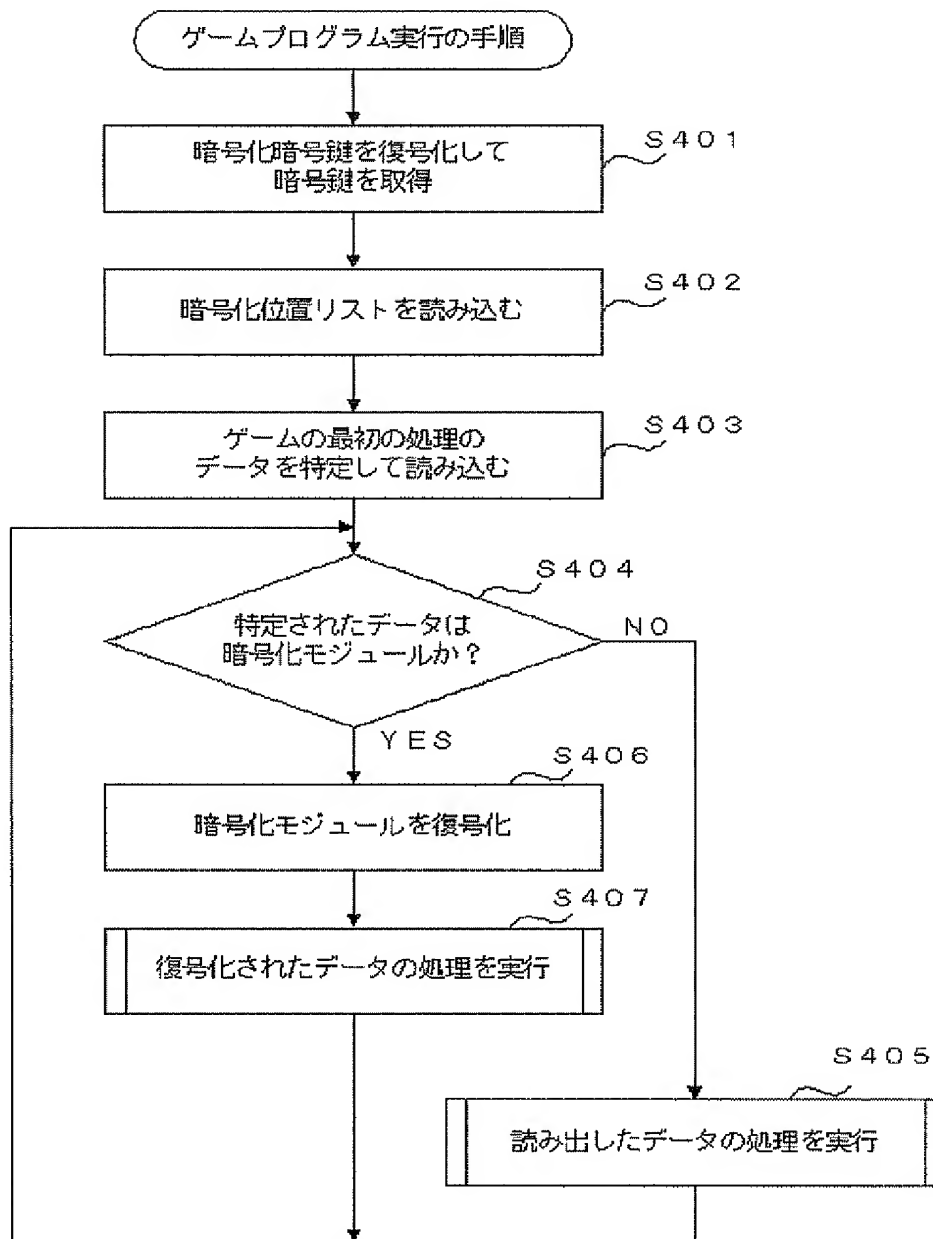 ゲームプログラム実行の手順
S401
暗号化暗号鍵を復号化して
暗号鍵を取得
S402
暗号化位置リストを読み込む
S403
ゲームの最初の処理の
データを特定して読み込む
S404
特定されたデータは
暗号化モジュールか?
NO
YES
S406
暗号化モジュールを復号化
S407
復号化されたデータの処理を実行
S405
読み出したデータの処理を実行